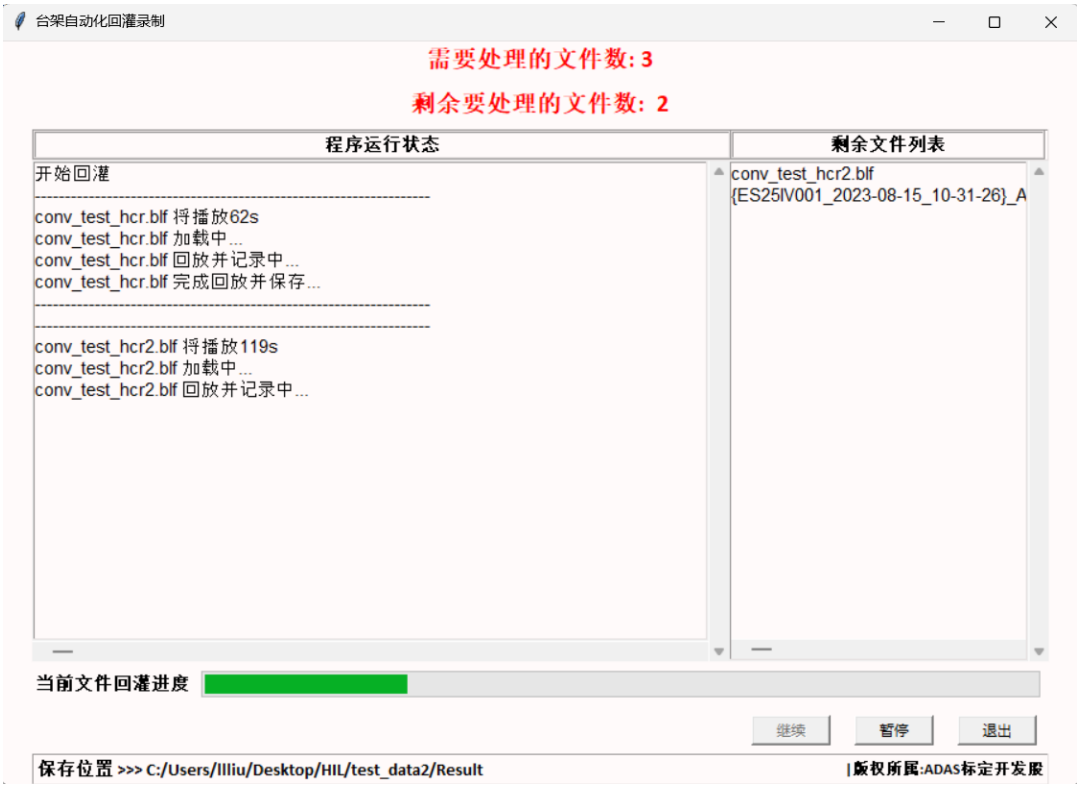 台架自动化回灌录制
需要处理的文件数: 3
剩余要处理的文件数: 2
程序运行状态
剩余文件列表
开始回灌
--------------------------------------------------------------------
conv_test_hcr.blf 将播放62s
conv_test_hcr.blf 加载中...
conv_test_hcr.blf 回放并记录中...
conv_test_hcr.blf 完成回放并保存...
--------------------------------------------------------------------
--------------------------------------------------------------------
conv_test_hcr2.blf 将播放119s
conv_test_hcr2.blf 加载中...
conv_test_hcr2.blf 回放并记录中...
conv_test_hcr2.blf
{ES25IV001_2023-08-15_10-31-26}_A
当前文件回灌进度
继续
暂停
退出
保存位置 >>> C:/Users/llliu/Desktop/HIL/test_data2/Result
|版权所属:ADAS标定开发服